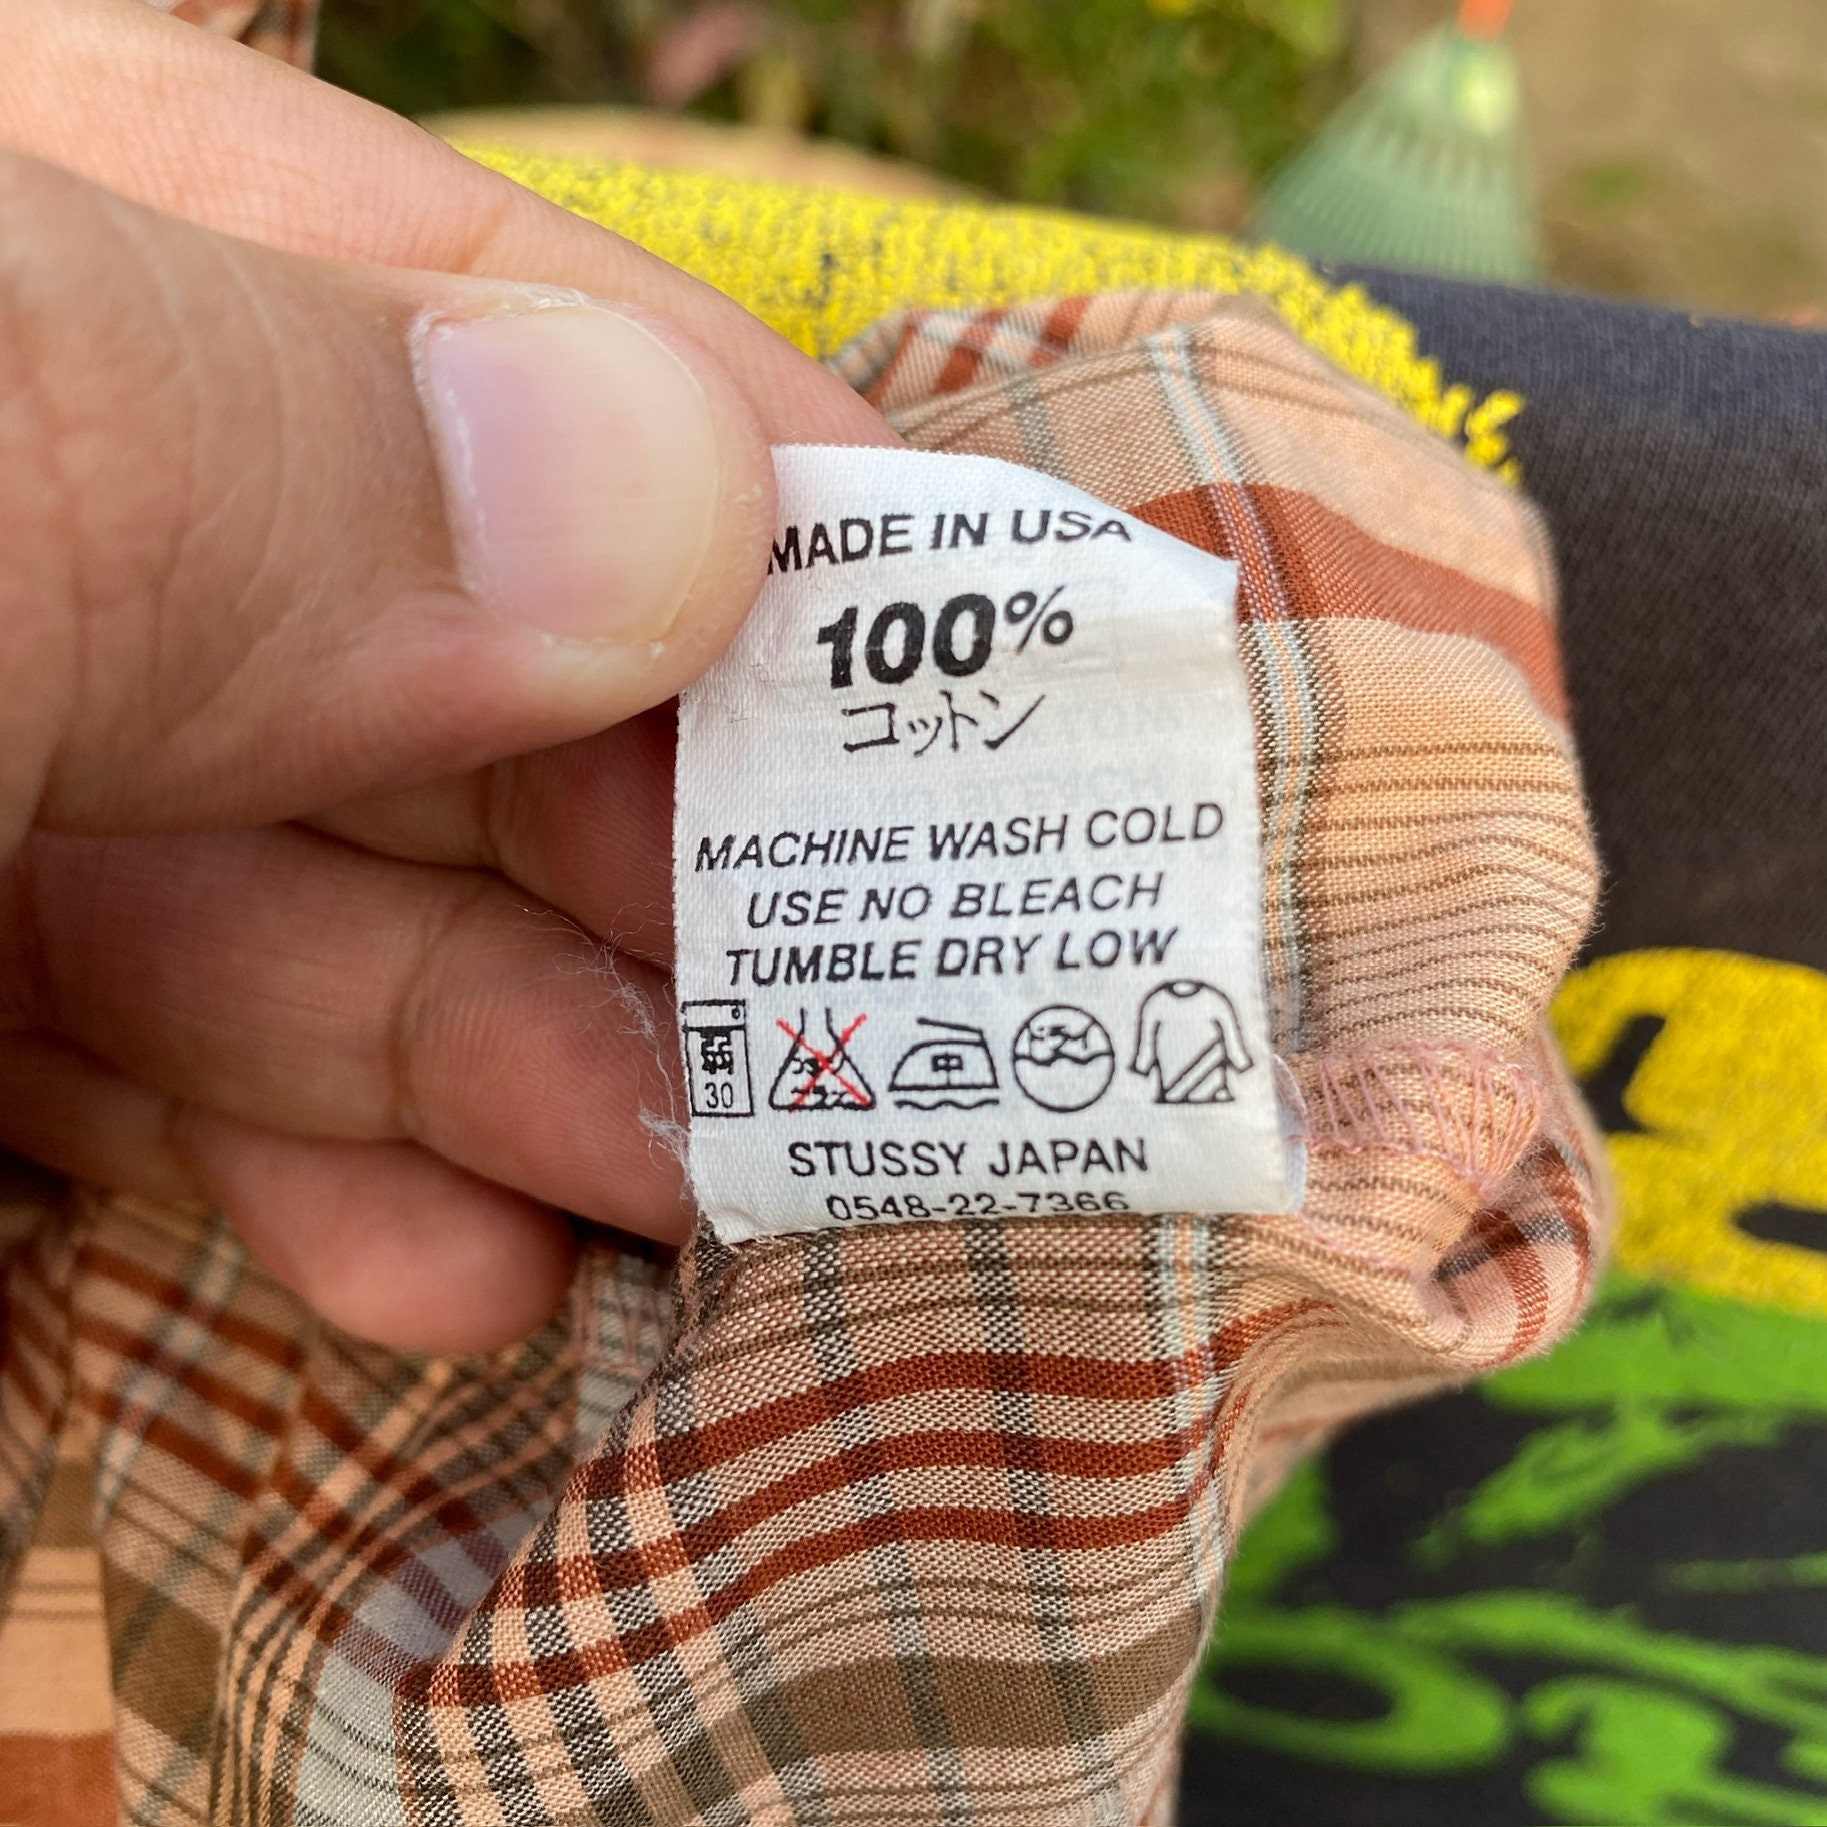 MADE IN USA
100%
コットン
MACHINE WASH COLD
USE NO BLEACH
TUMBLE DRY LOW
30
中
STUSSY JAPAN
0548-22-7366